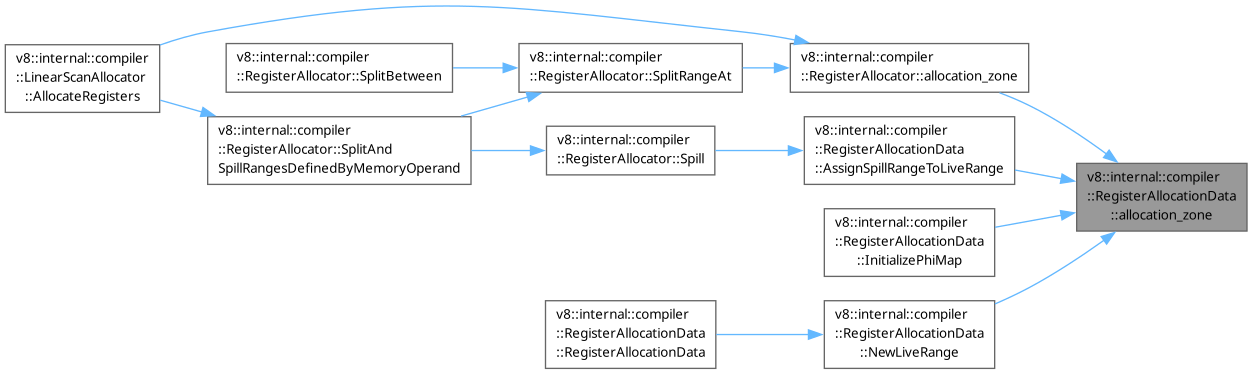 v8::internal::compiler
::LinearScanAllocator
::AllocateRegisters
v8::internal::compiler
::RegisterAllocator::SplitBetween
v8::internal::compiler
::RegisterAllocator::SplitRangeAt
v8::internal::compiler
::RegisterAllocator::allocation_zone
v8::internal::compiler
::RegisterAllocator::SplitAnd
SpillRangesDefinedByMemoryOperand
v8::internal::compiler
::RegisterAllocator::Spill
v8::internal::compiler
::RegisterAllocationData
::AssignSpillRangeToLiveRange
v8::internal::compiler
::RegisterAllocationData
::allocation_zone
v8::internal::compiler
::RegisterAllocationData
::InitializePhiMap
v8::internal::compiler
::RegisterAllocationData
::RegisterAllocationData
v8::internal::compiler
::RegisterAllocationData
::NewLiveRange